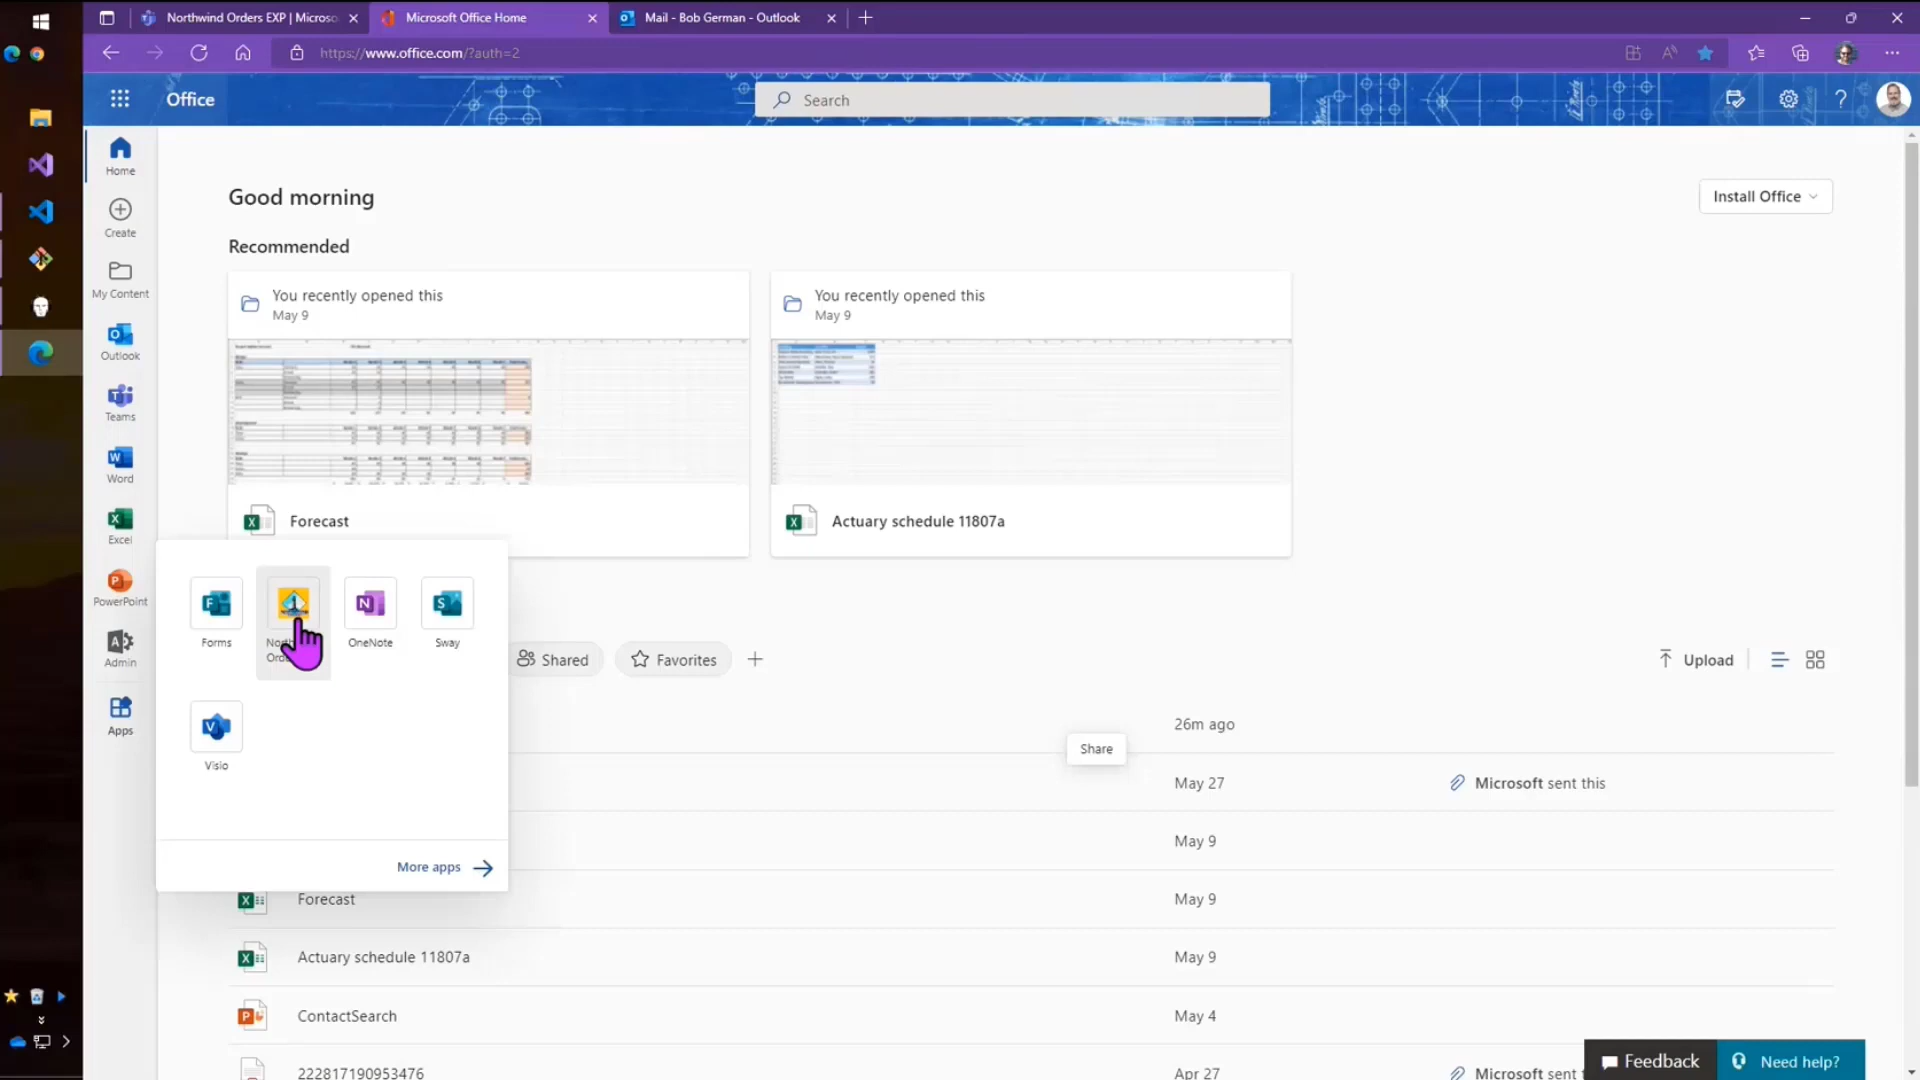 Northwind Orders EXP | Microso
Microsoft Office Home
Mail - Bob German - Outlook
https://www.office.com/?auth=2
Office
Search
Home
Create
My Content
Outlook
Teams
Word
Excel
PowerPoint
Admin
Apps
Good morning
Install Office
Recommended
You recently opened this
May 9
You recently opened this
May 9
Forecast
Actuary schedule 11807a
Forms
OneNote
Sway
Visio
More apps
Shared
Favorites
Upload
26m ago
Share
May 27
Microsoft sent this
May 9
Forecast
May 9
Actuary schedule 11807a
May 9
ContactSearch
May 4
222817190953476
Apr 27
Microsoft sent
Feedback
Need help?